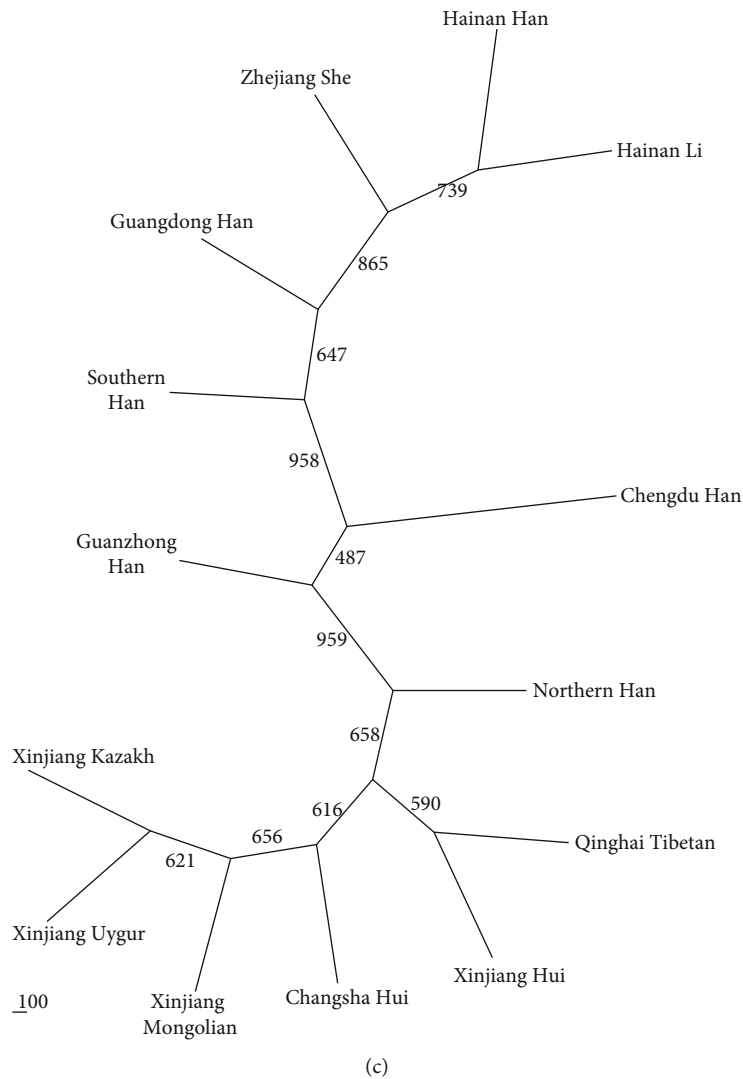 Hainan Han
Zhejiang She
Hainan Li
739
Guangdong Han
865
647
Southern
Han
958
Chengdu Han
Guanzhong
Han
487
959
Northern Han
658
Xinjiang Kazakh
616
590
656
Qinghai Tibetan
621
Xinjiang Uygur
Xinjiang Hui
Changsha Hui
Xinjiang
Mongolian
100
(c)